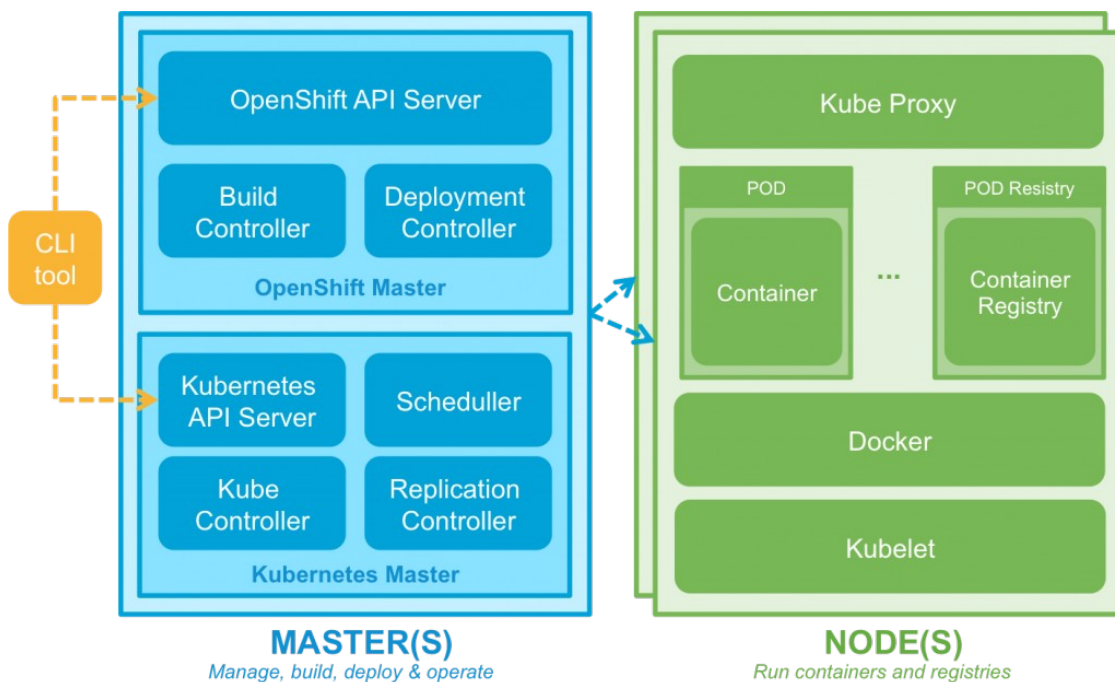 CLI
tool
OpenShift API Server
Build
Controller
Deployment
Controller
OpenShift Master
Kubernetes
API Server
Scheduller
Kube
Controller
Replication
Controller
Kubernetes Master
MASTER(S)
Manage, build, deploy & operate
Kube Proxy
POD
Container
...
POD Resistry
Container
Registry
Docker
Kubelet
NODE(S)
Run containers and registries